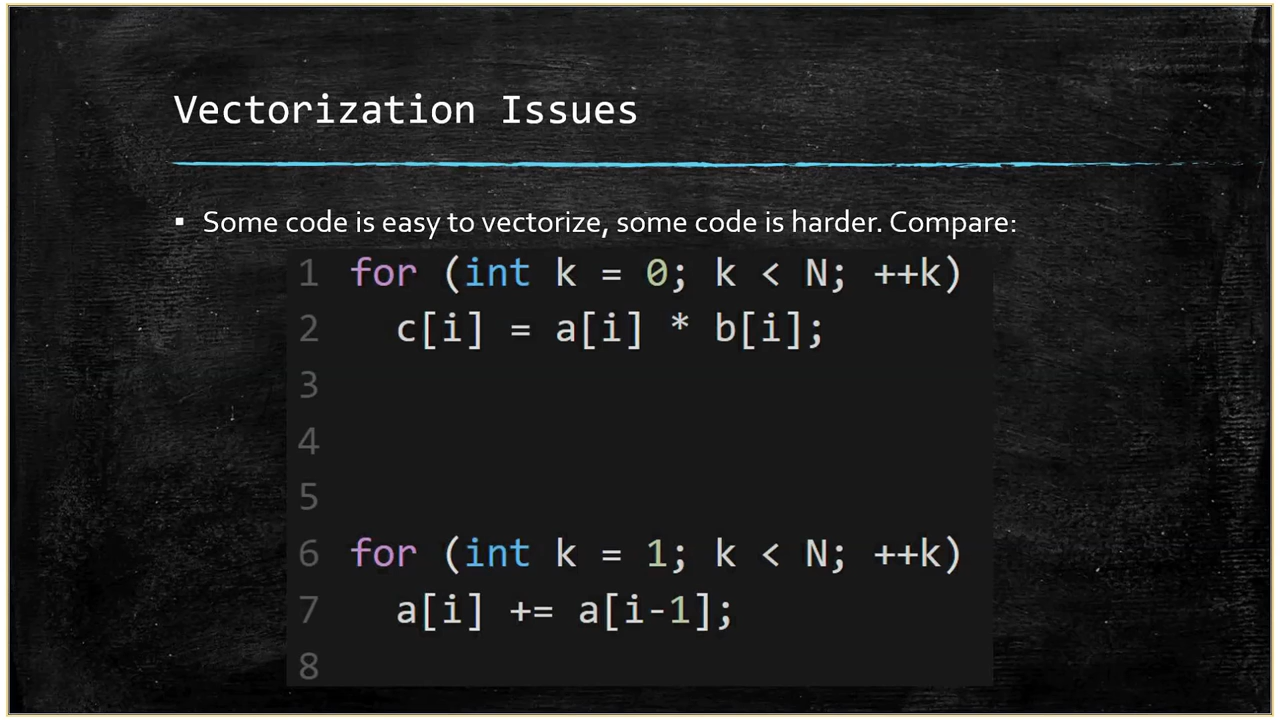 Vectorization Issues
▪ Some code is easy to vectorize, some code is harder. Compare:
1 for (int k = 0; k < N; ++k)
2 c[i] = a[i] * b[i];
3
4
5
6 for (int k = 1; k < N; ++k)
7 a[i] += a[i-1];
8